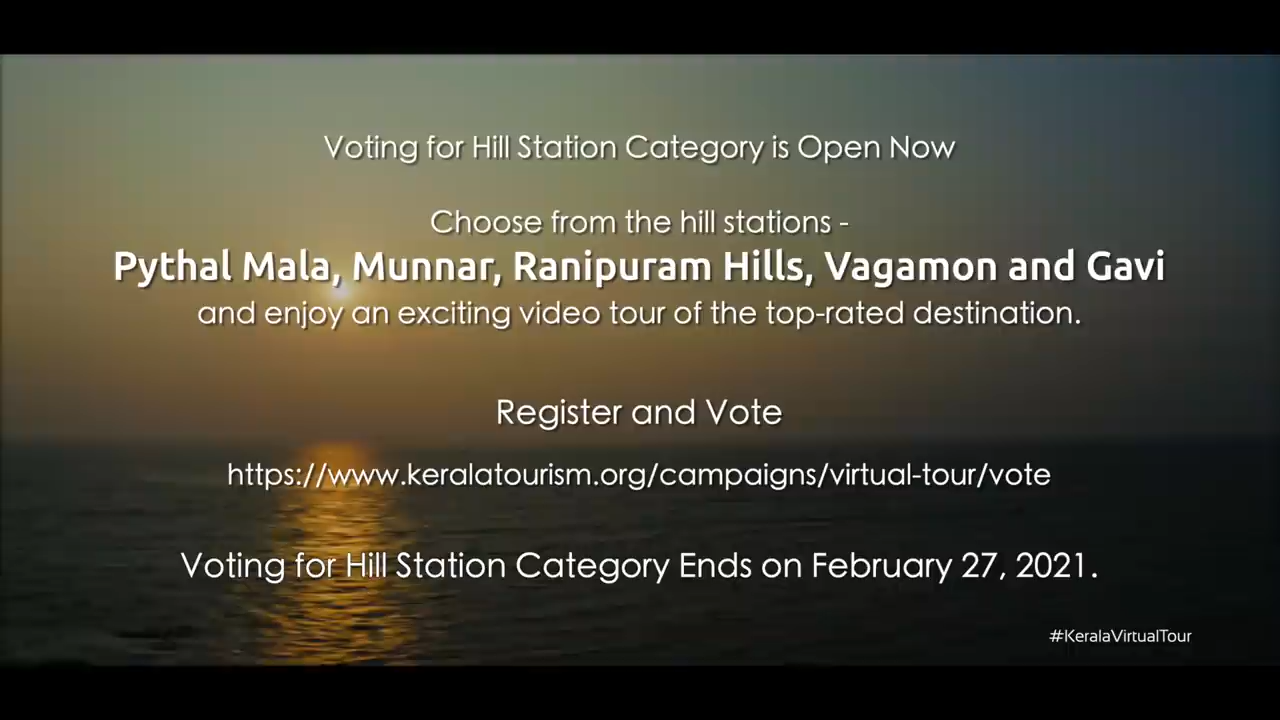 Voting for Hill Station Category is Open Now
Choose from the hill stations -
Pythal Mala, Munnar, Ranipuram Hills, Vagamon and Gavi
and enjoy an exciting video tour of the top-rated destination.
Register and Vote
https://www.keralatourism.org/campaigns/virtual-tour/vote
Voting for Hill Station Category Ends on February 27, 2021.
#KeralaVirtualTour